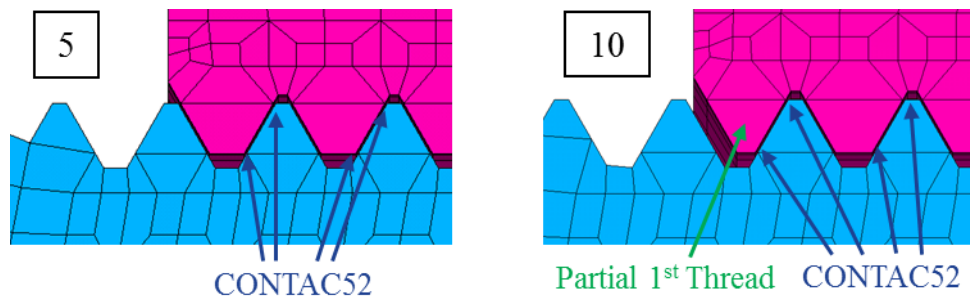 5
10
CONTAC52
Partial 1st Thread
CONTAC52